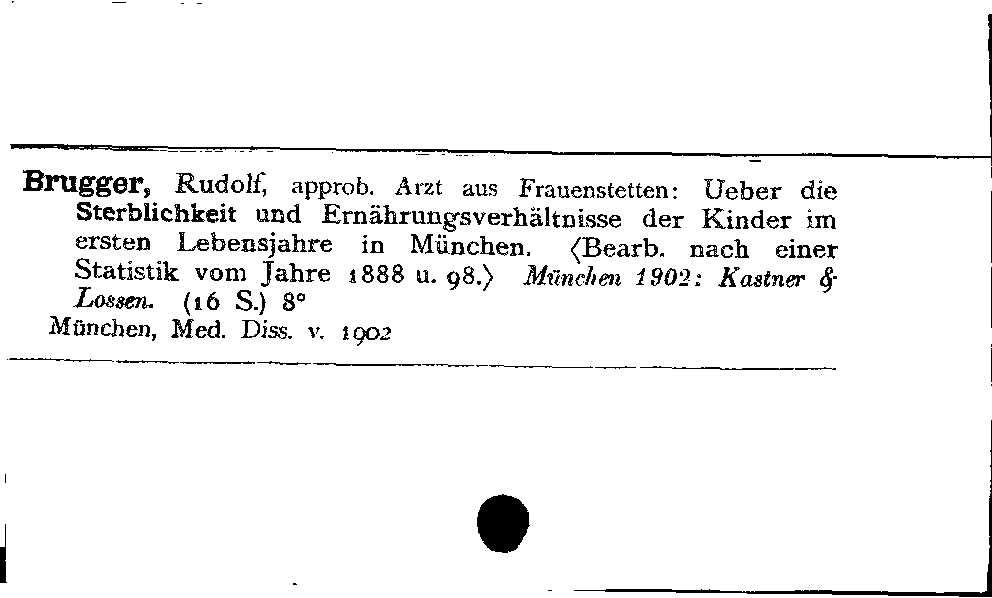 Brugger, Rudolf, approb. Arzt aus Frauenstetten: Ueber die
Sterblichkeit und Ernährungsverhältnisse der Kinder im
ersten Lebensjahre in München. ⟨Bearb. nach einer
Statistik vom Jahre 1888 u. 98.⟩ München 1902: Kastner &
Lossen. (16 S.) 8°
München, Med. Diss. v. 1902